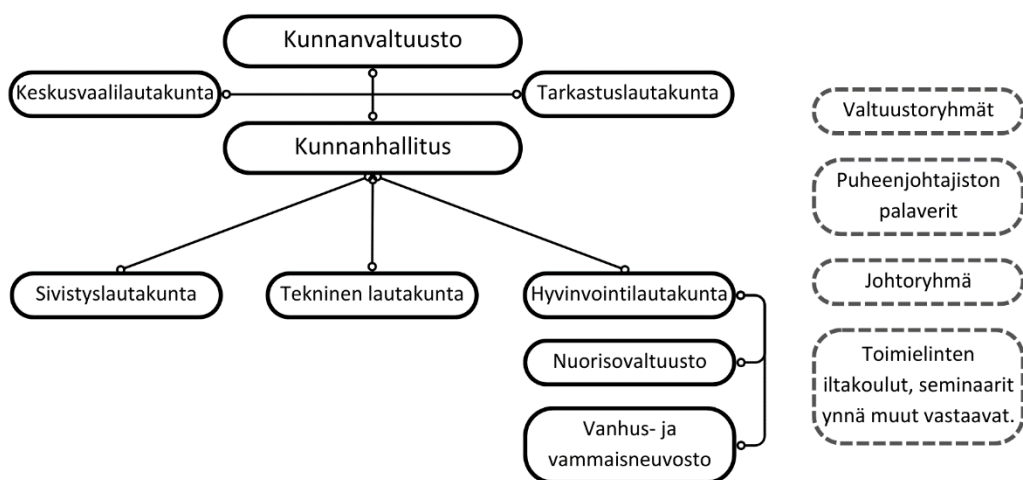 Kunnanvaltuusto
Keskusvaalilautakunta
Tarkastuslautakunta
Kunnanhallitus
Sivistyslautakunta
Tekninen lautakunta
Hyvinvointilautakunta
Nuorisovaltuusto
Vanhus- ja
vammaisneuvosto
Valtuustoryhmät
Puheenjohtajiston
palaverit
Johtoryhmä
Toimielinten
iltakoulut, seminaarit
ynnä muut vastaavat.